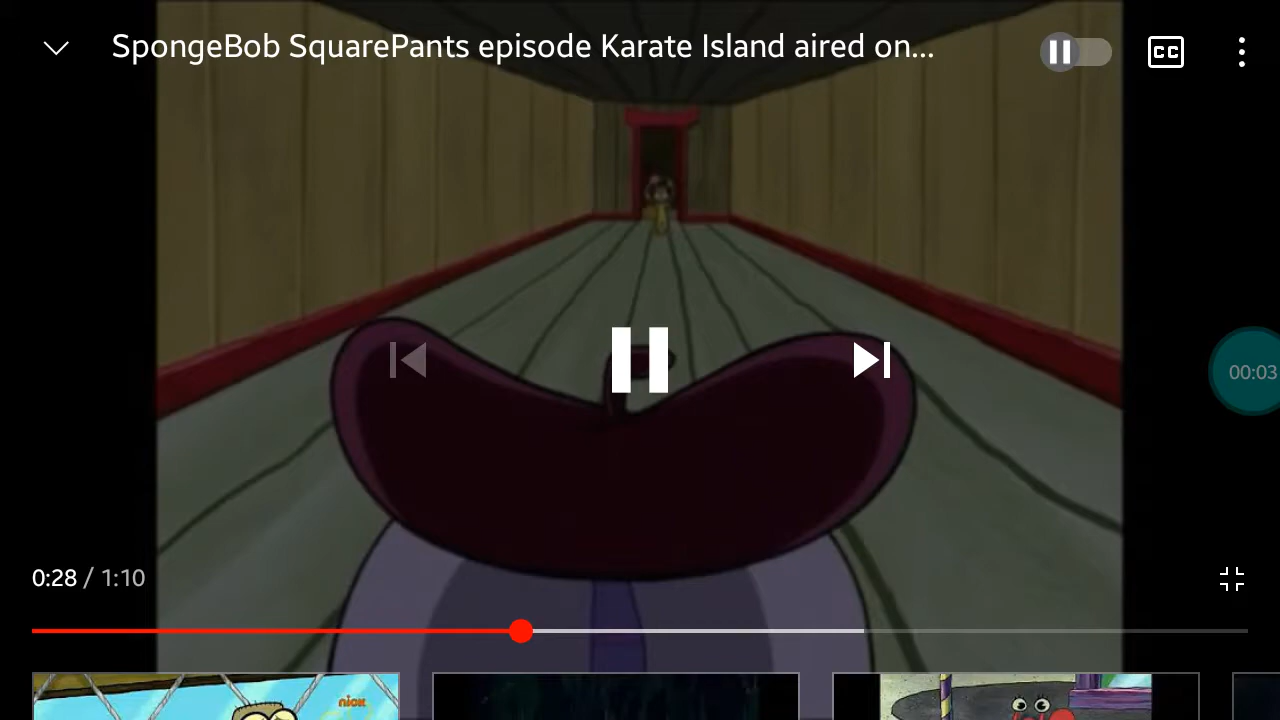 SpongeBob SquarePants episode Karate Island aired on...
CC
00:03
0:28 / 1:10
nick